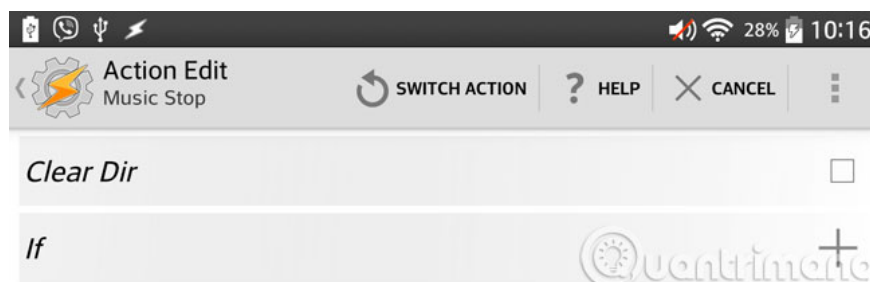 28% 10:16
Action Edit
Music Stop
SWITCH ACTION
? HELP
CANCEL
Clear Dir
If
Quantrimang